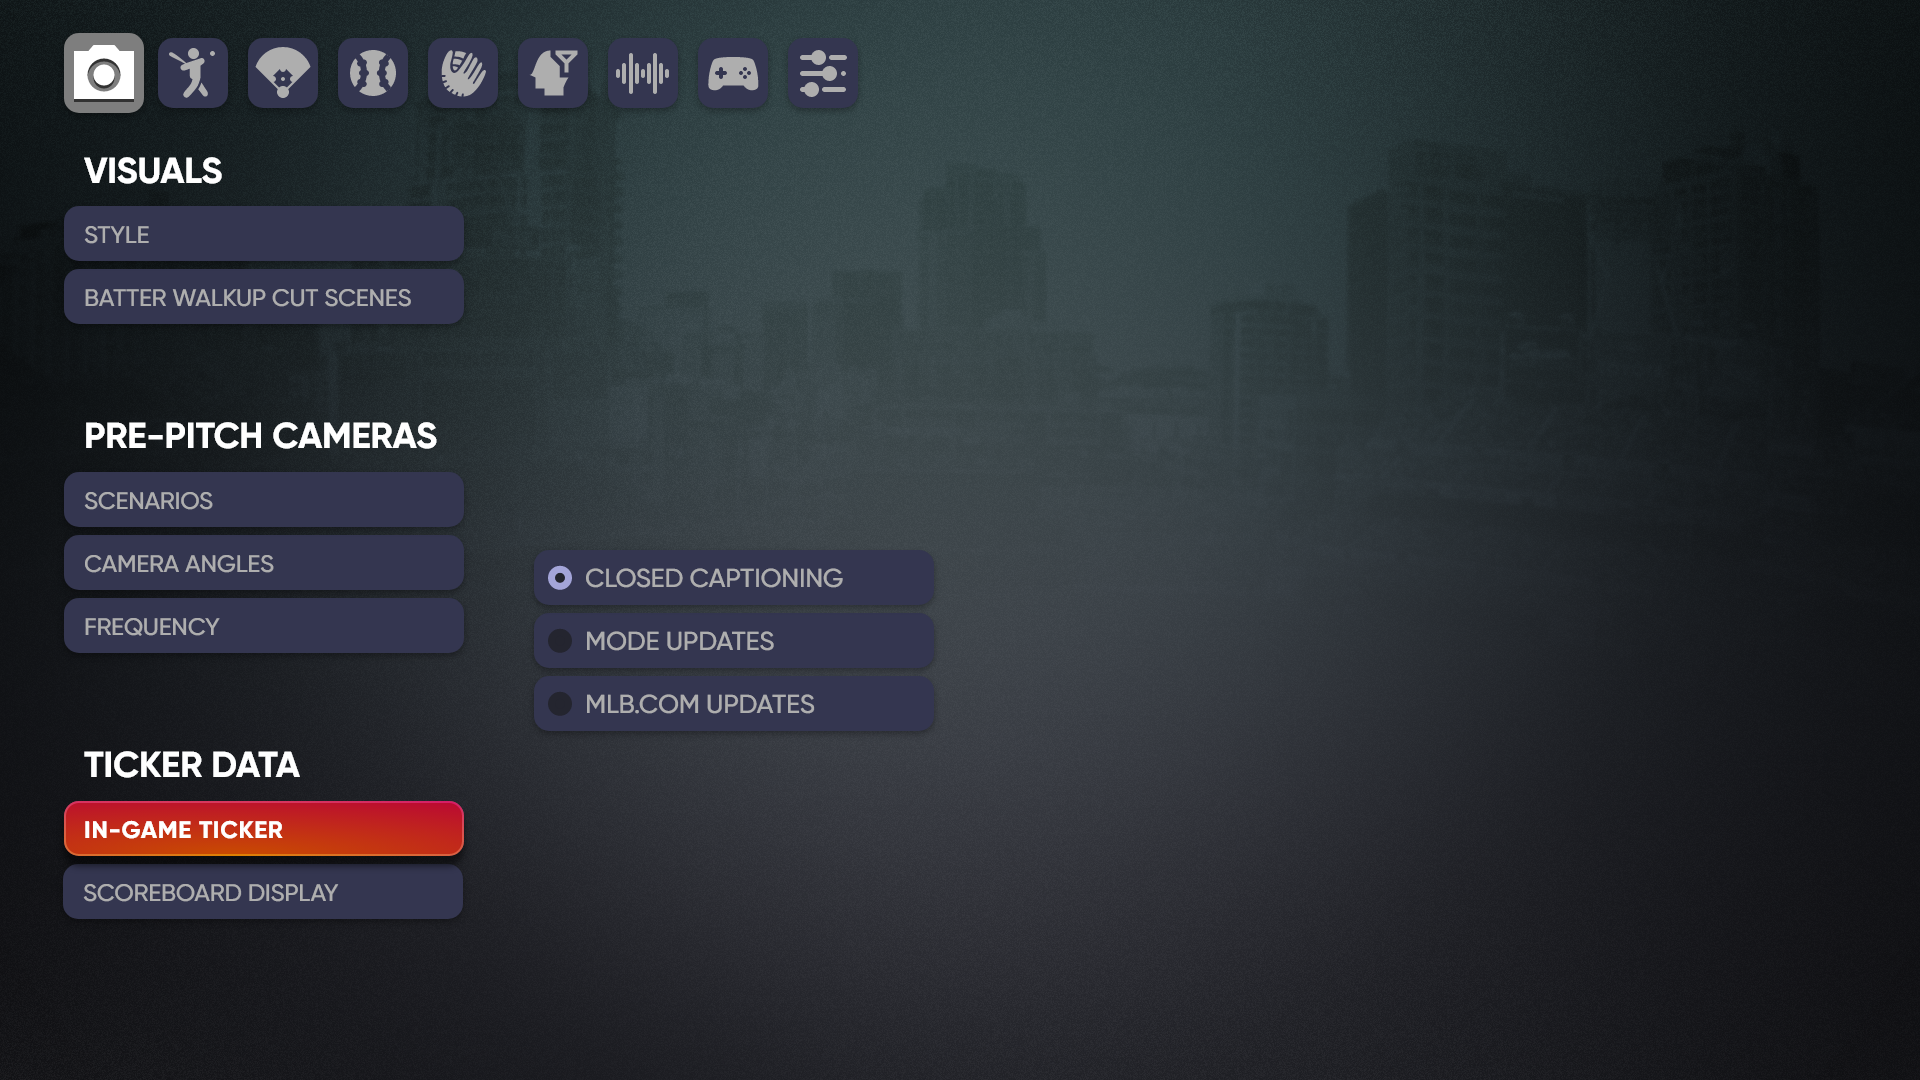 VISUALS
STYLE
BATTER WALKUP CUT SCENES
PRE-PITCH CAMERAS
SCENARIOS
CAMERA ANGLES
FREQUENCY
CLOSED CAPTIONING
MODE UPDATES
MLB.COM UPDATES
TICKER DATA
IN-GAME TICKER
SCOREBOARD DISPLAY